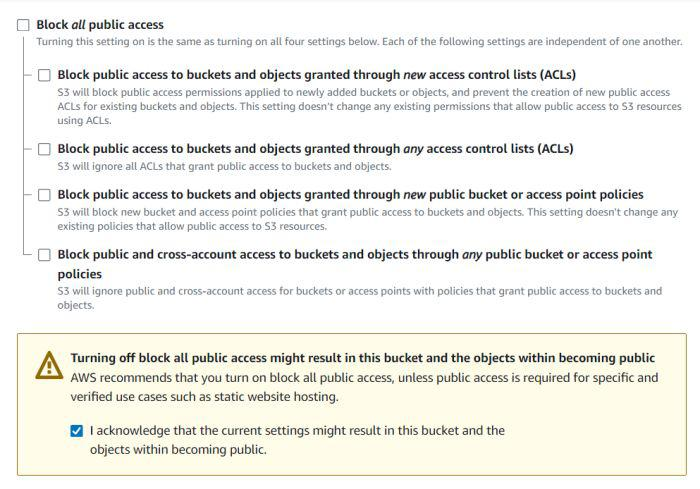 Block all public access
Turning this setting on is the same as turning on all four settings below. Each of the following settings are independent of one another.
Block public access to buckets and objects granted through new access control lists (ACLs)
S3 will block public access permissions applied to newly added buckets or objects, and prevent the creation of new public access
ACLs for existing buckets and objects. This setting doesn't change any existing permissions that allow public access to S3 resources
using ACLs.
Block public access to buckets and objects granted through any access control lists (ACLs)
S3 will ignore all ACLs that grant public access to buckets and objects.
Block public access to buckets and objects granted through new public bucket or access point policies
S3 will block new bucket and access point policies that grant public access to buckets and objects. This setting doesn't change any
existing policies that allow public access to S3 resources.
Block public and cross-account access to buckets and objects through any public bucket or access point
policies
S3 will ignore public and cross-account access for buckets or access points with policies that grant public access to buckets and
objects.
Turning off block all public access might result in this bucket and the objects within becoming public
AWS recommends that you turn on block all public access, unless public access is required for specific and
verified use cases such as static website hosting.
I acknowledge that the current settings might result in this bucket and the
objects within becoming public.